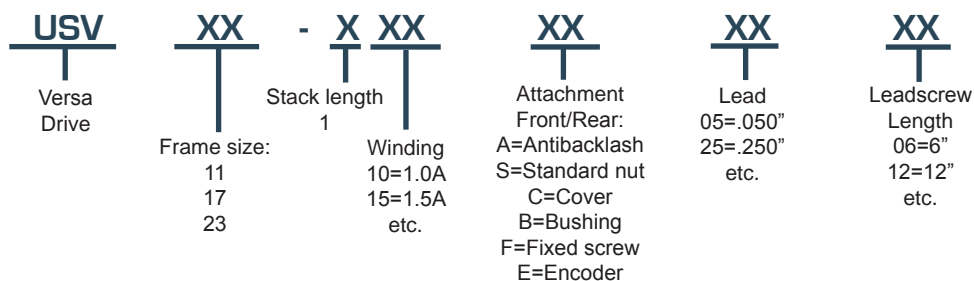 USV XX - X XX XX XX XX
Versa
Drive
Frame size:
11
17
23
Stack length
1
Winding
10=1.0A
15=1.5A
etc.
Attachment
Front/Rear:
A=Antibacklash
S=Standard nut
C=Cover
B=Bushing
F=Fixed screw
E=Encoder
Lead
05=.050”
25=.250”
etc.
Leadscrew
Length
06=6”
12=12”
etc.